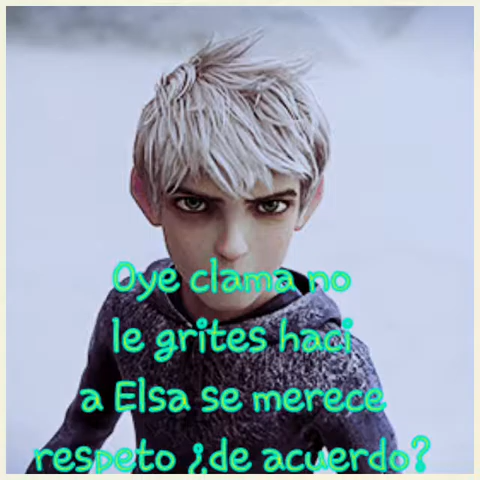 Oye clama no
le grites haci
a Elsa se merece
respeto ¿de acuerdo?